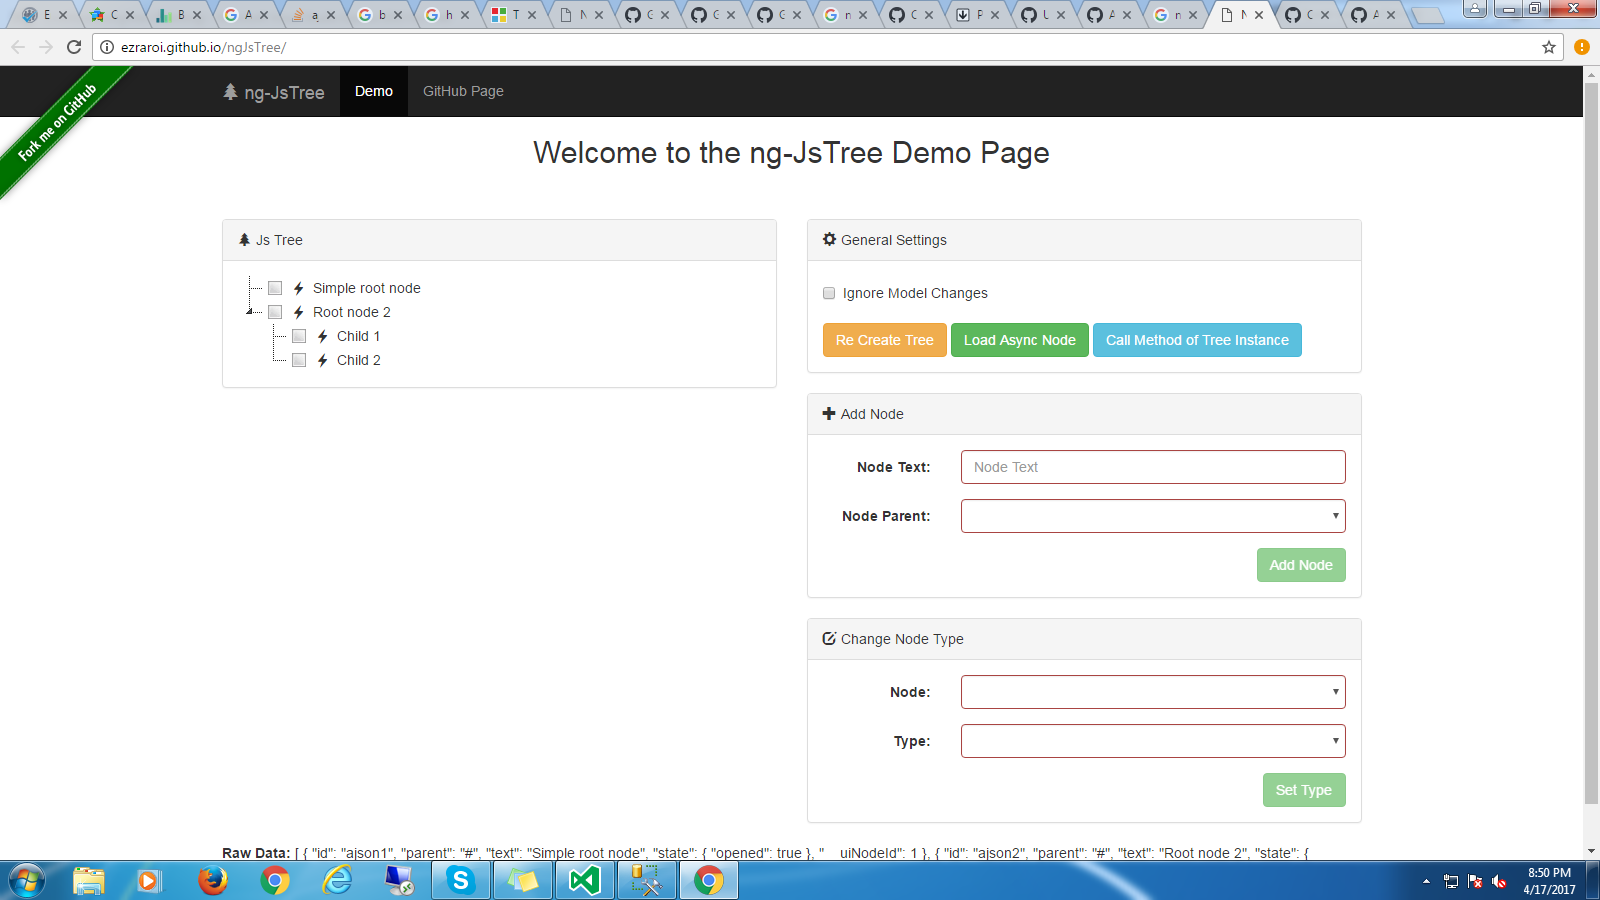 E
C
B
A
a
b
h
T
N
G
G
G
n
C
P
U
A
n
N
C
A
ezraroi.github.io/ngJsTree/
Fork me on GitHub
ng-JsTree
Demo
GitHub Page
Welcome to the ng-JsTree Demo Page
Js Tree
Simple root node
Root node 2
Child 1
Child 2
General Settings
Ignore Model Changes
Re Create Tree
Load Async Node
Call Method of Tree Instance
Add Node
Node Text:
Node Text
Node Parent:
Add Node
Change Node Type
Node:
Type:
Set Type
Raw Data: [ { "id": "ajson1", "parent": "#", "text": "Simple root node", "state": { "opened": true }, "__uiNodeId": 1 }, { "id": "ajson2", "parent": "#", "text": "Root node 2", "state": {
8:50 PM
4/17/2017